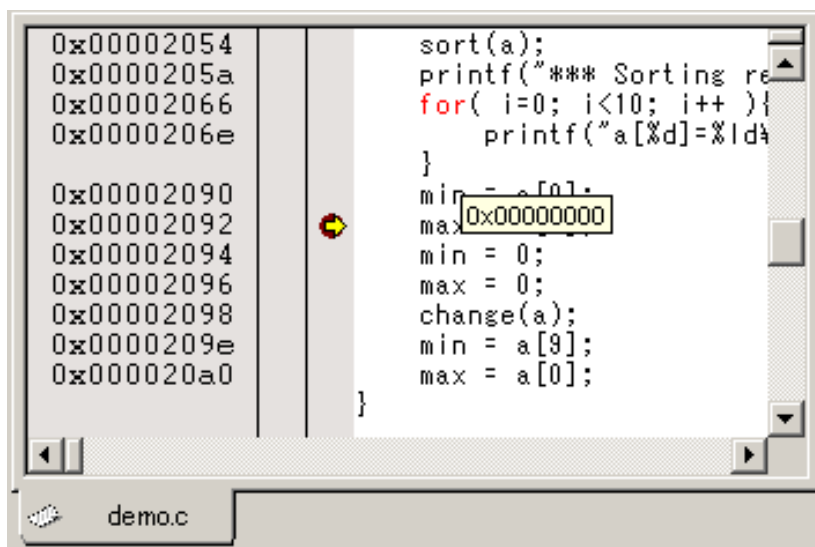 0x00002054 sort(a);
0x0000205a printf("*** Sorting re
0x00002066 for( i=0; i<10; i++ ){
0x0000206e printf("a[%d]=%ld¥
}
0x00002090 min = a[0];
0x00002092 max
0x00000000
0x00002094 min = 0;
0x00002096 max = 0;
0x00002098 change(a);
0x0000209e min = a[9];
0x000020a0 max = a[0];
}
demo.c